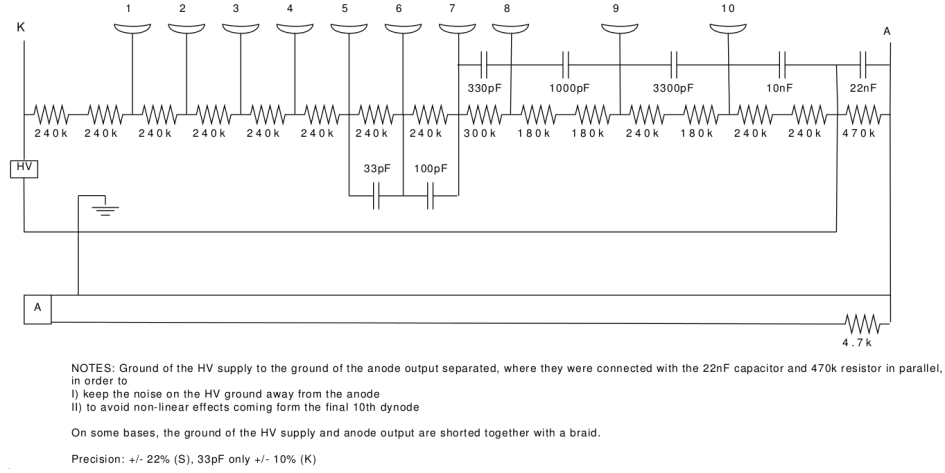 1 2 3 4 5 6 7 8 9 10
K A
330pF 1000pF 3300pF 10nF 22nF
240k 240k 240k 240k 240k 240k 240k 240k 300k 180k 180k 240k 180k 240k 240k 470k
HV 33pF 100pF
A
4.7k
NOTES: Ground of the HV supply to the ground of the anode output separated, where they were connected with the 22nF capacitor and 470k resistor in parallel,
in order to
I) keep the noise on the HV ground away from the anode
II) to avoid non-linear effects coming form the final 10th dynode
On some bases, the ground of the HV supply and anode output are shorted together with a braid.
Precision: +/- 22% (S), 33pF only +/- 10% (K)